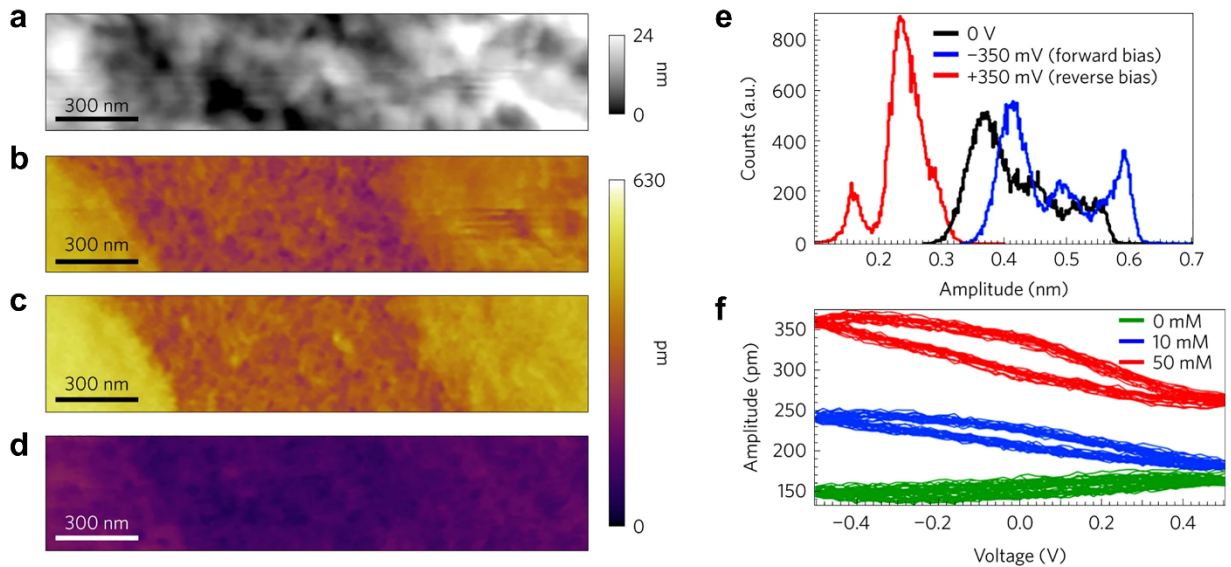 a
24
nm
0
300 nm
b
300 nm
630
c
300 nm
pm
d
300 nm
0
e
Counts (a.u.)
800
600
400
200
0
0 V
−350 mV (forward bias)
+350 mV (reverse bias)
0.2 0.3 0.4 0.5 0.6 0.7
Amplitude (nm)
f
Amplitude (pm)
350
300
250
200
150
0 mM
10 mM
50 mM
−0.4 −0.2 0.0 0.2 0.4
Voltage (V)